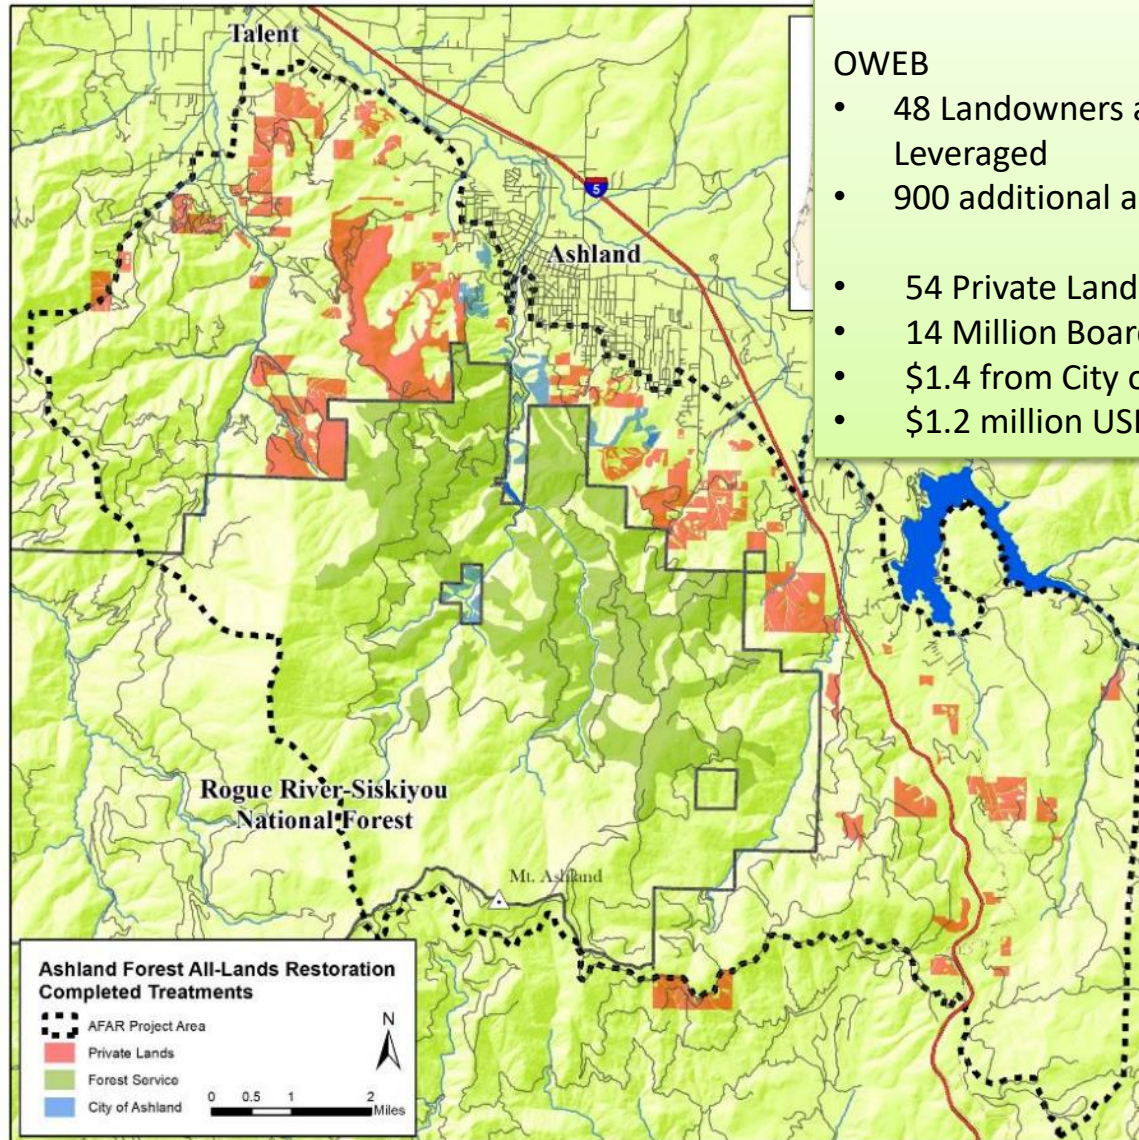 Talent
OWEB
• 48 Landowners a
Leveraged
• 900 additional a
5
Ashland
• 54 Private Land
• 14 Million Boar
• $1.4 from City o
• $1.2 million US
Rogue River-Siskiyou
National Forest
Mt. Ashland
Ashland Forest All-Lands Restoration
Completed Treatments
AFAR Project Area
Private Lands
Forest Service
City of Ashland
N
0 0.5 1 2
Miles